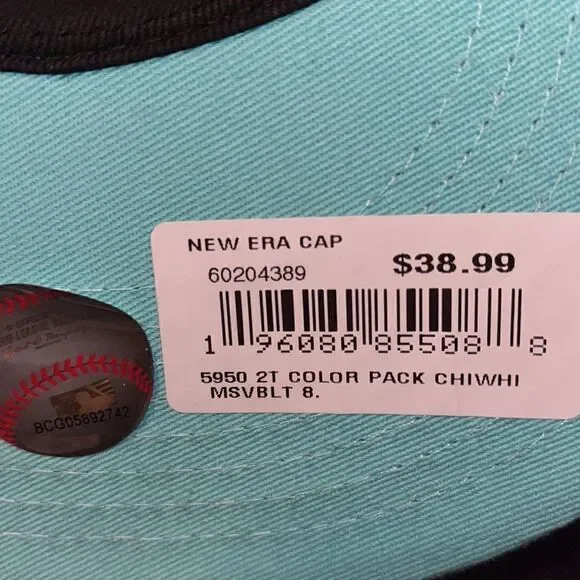 NEW ERA CAP
60204389
$38.99
1 96080 85508 8
5950 2T COLOR PACK CHIWHI
MSVBLT 8.
BCG05892742